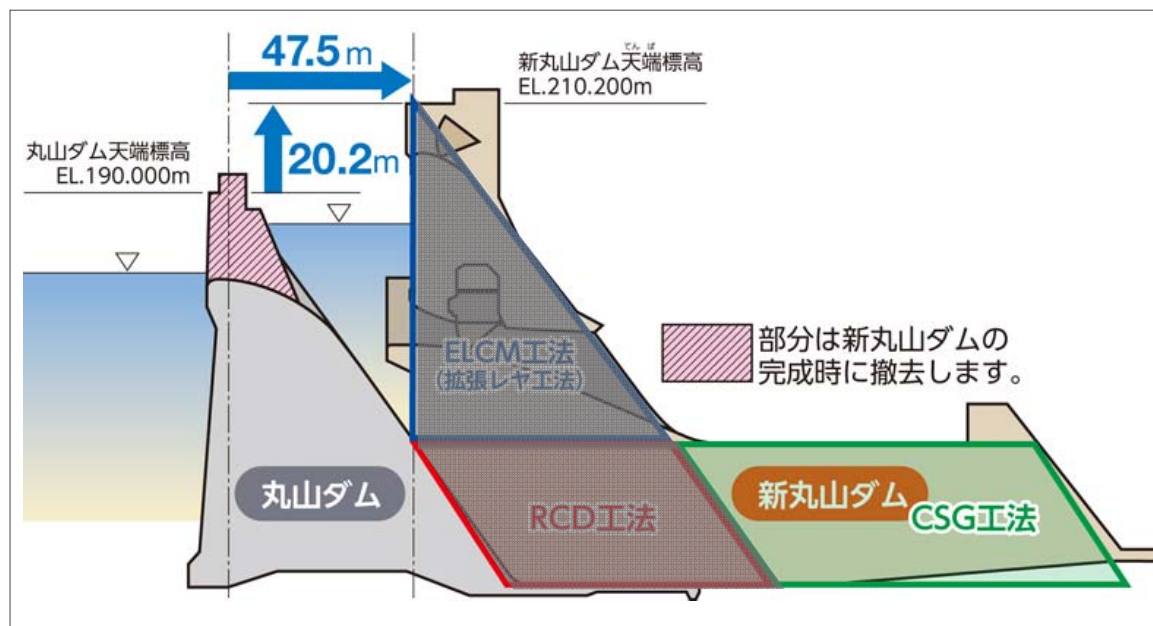 47.5m
てんば
新丸山ダム天端標高
EL.210.200m
丸山ダム天端標高
EL.190.000m
20.2m
ELCM工法
(拡張レヤ工法)
部分は新丸山ダムの
完成時に撤去します。
丸山ダム
RCD工法
新丸山ダム
CSG工法